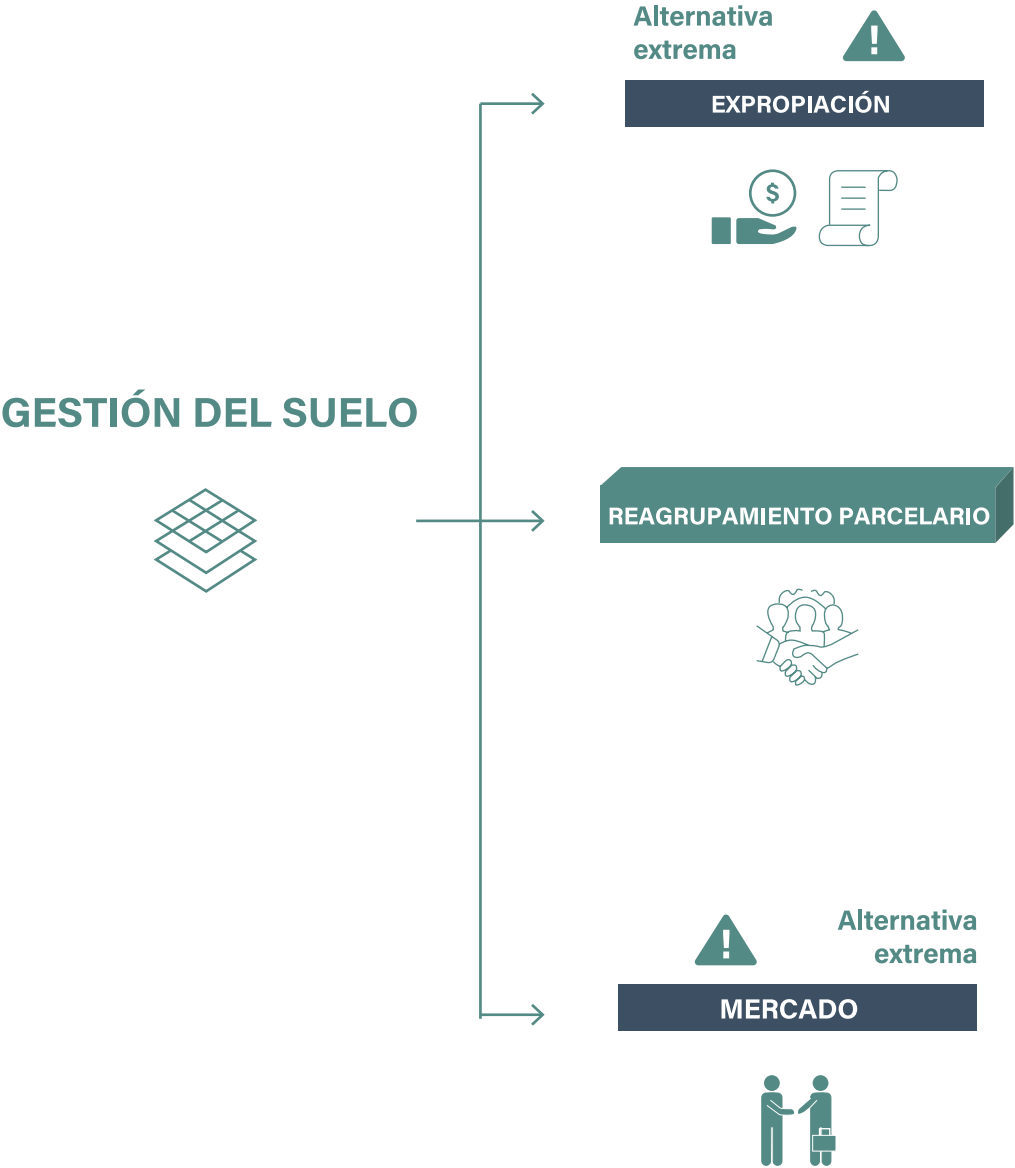 Alternativa
extrema
EXPROPIACIÓN
$
GESTIÓN DEL SUELO
REAGRUPAMIENTO PARCELARIO
Alternativa
extrema
MERCADO